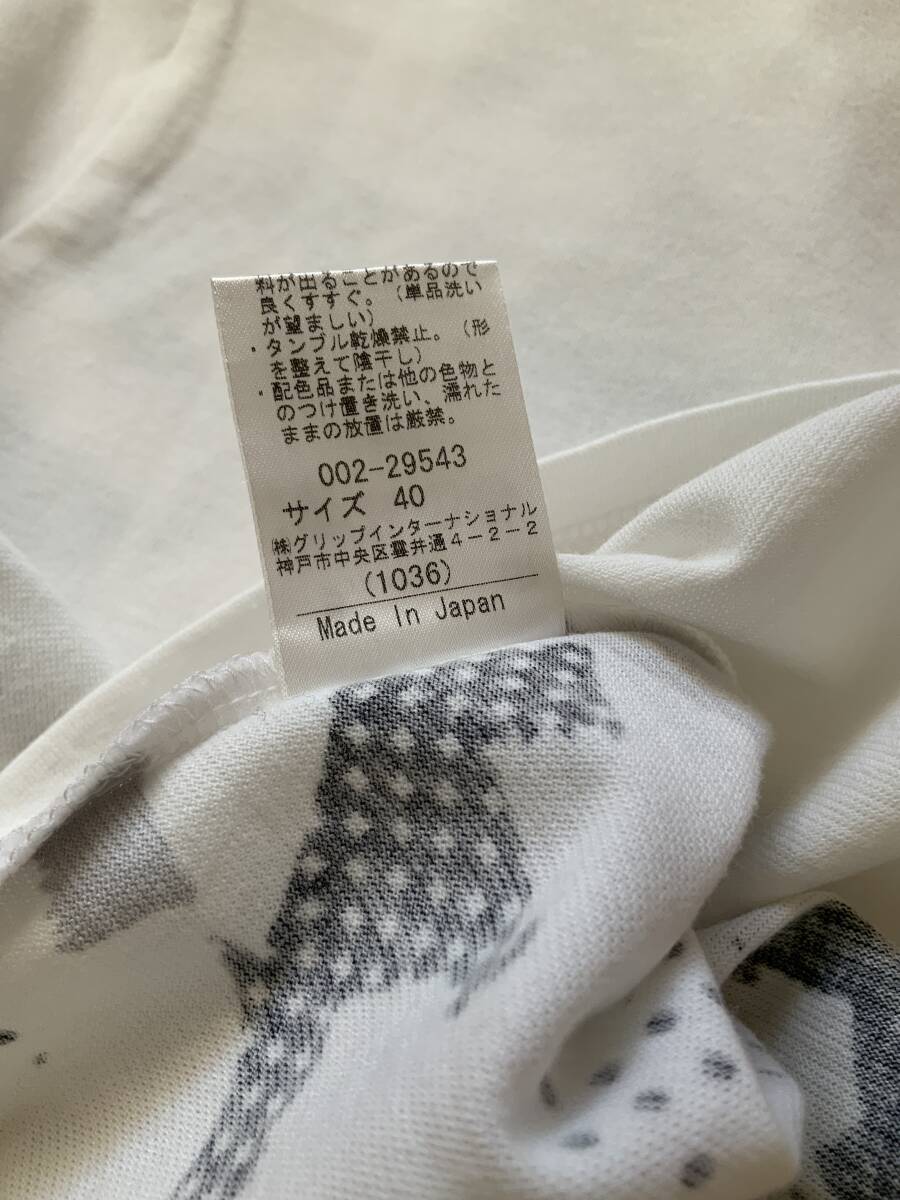 料が出ることがあるので
良くすすぐ。(単品洗い
が望ましい)
・タンブル乾燥禁止。(形
を整えて陰干し)
・配色品または他の色物と
のつけ置き洗い、濡れた
ままの放置は厳禁。
002-29543
サイズ 40
㈱グリップインターナショナル
神戸市中央区雲井通4-2-2
(1036)
Made In Japan